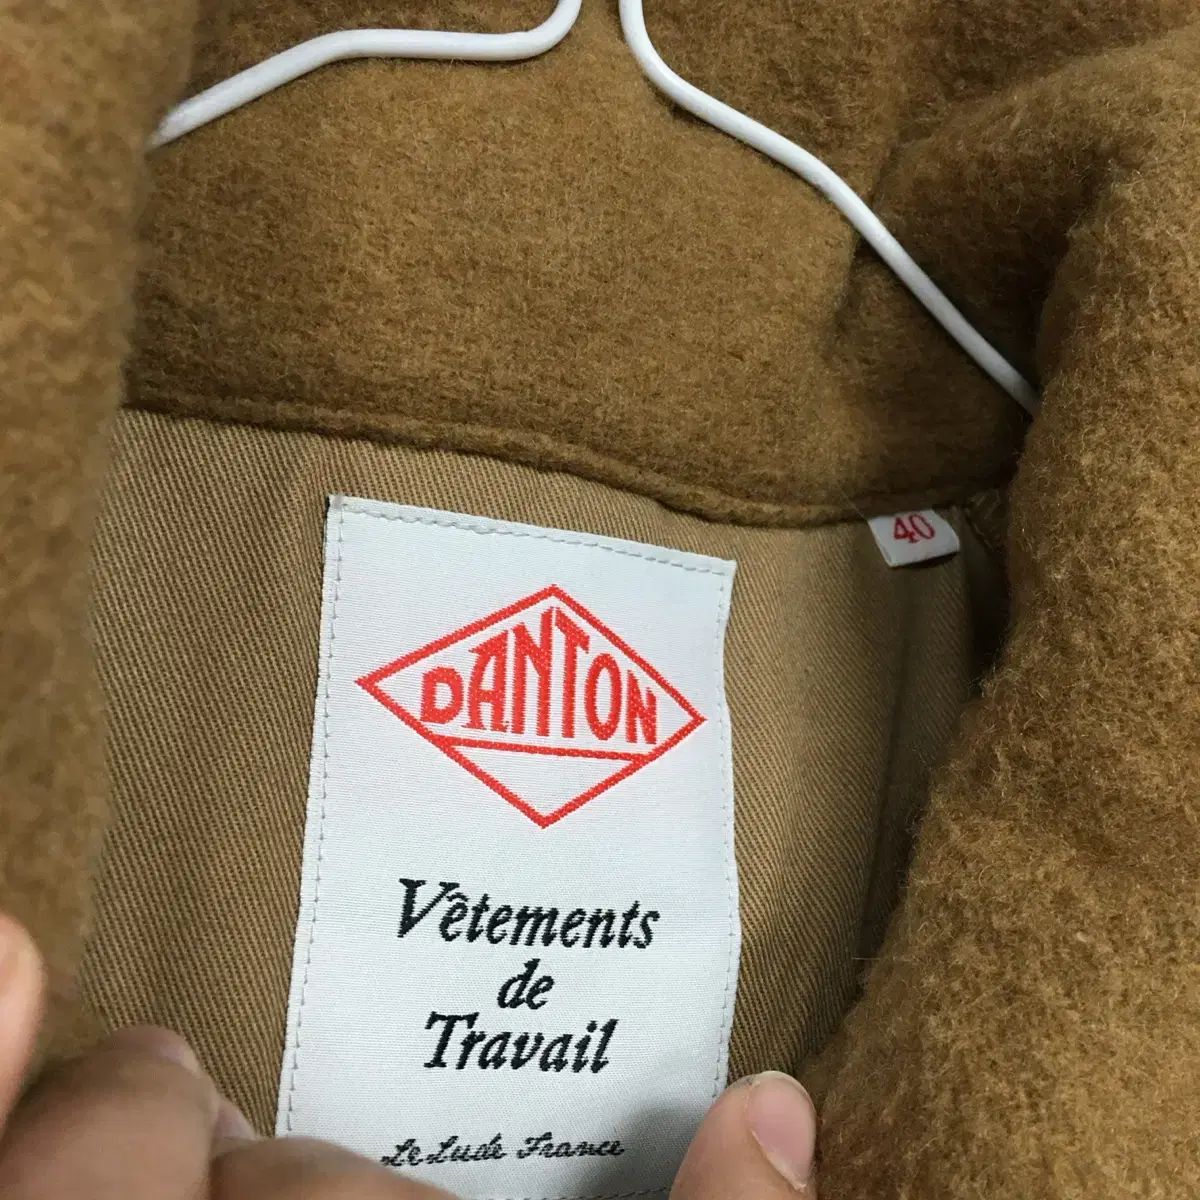 40
DANTON
Vêtements
de
Travail
Le Lude France